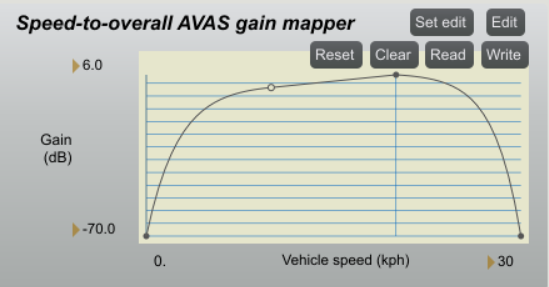 Speed-to-overall AVAS gain mapper
Set edit
Edit
Reset
Clear
Read
Write
6.0
Gain
(dB)
-70.0
0.
Vehicle speed (kph)
30